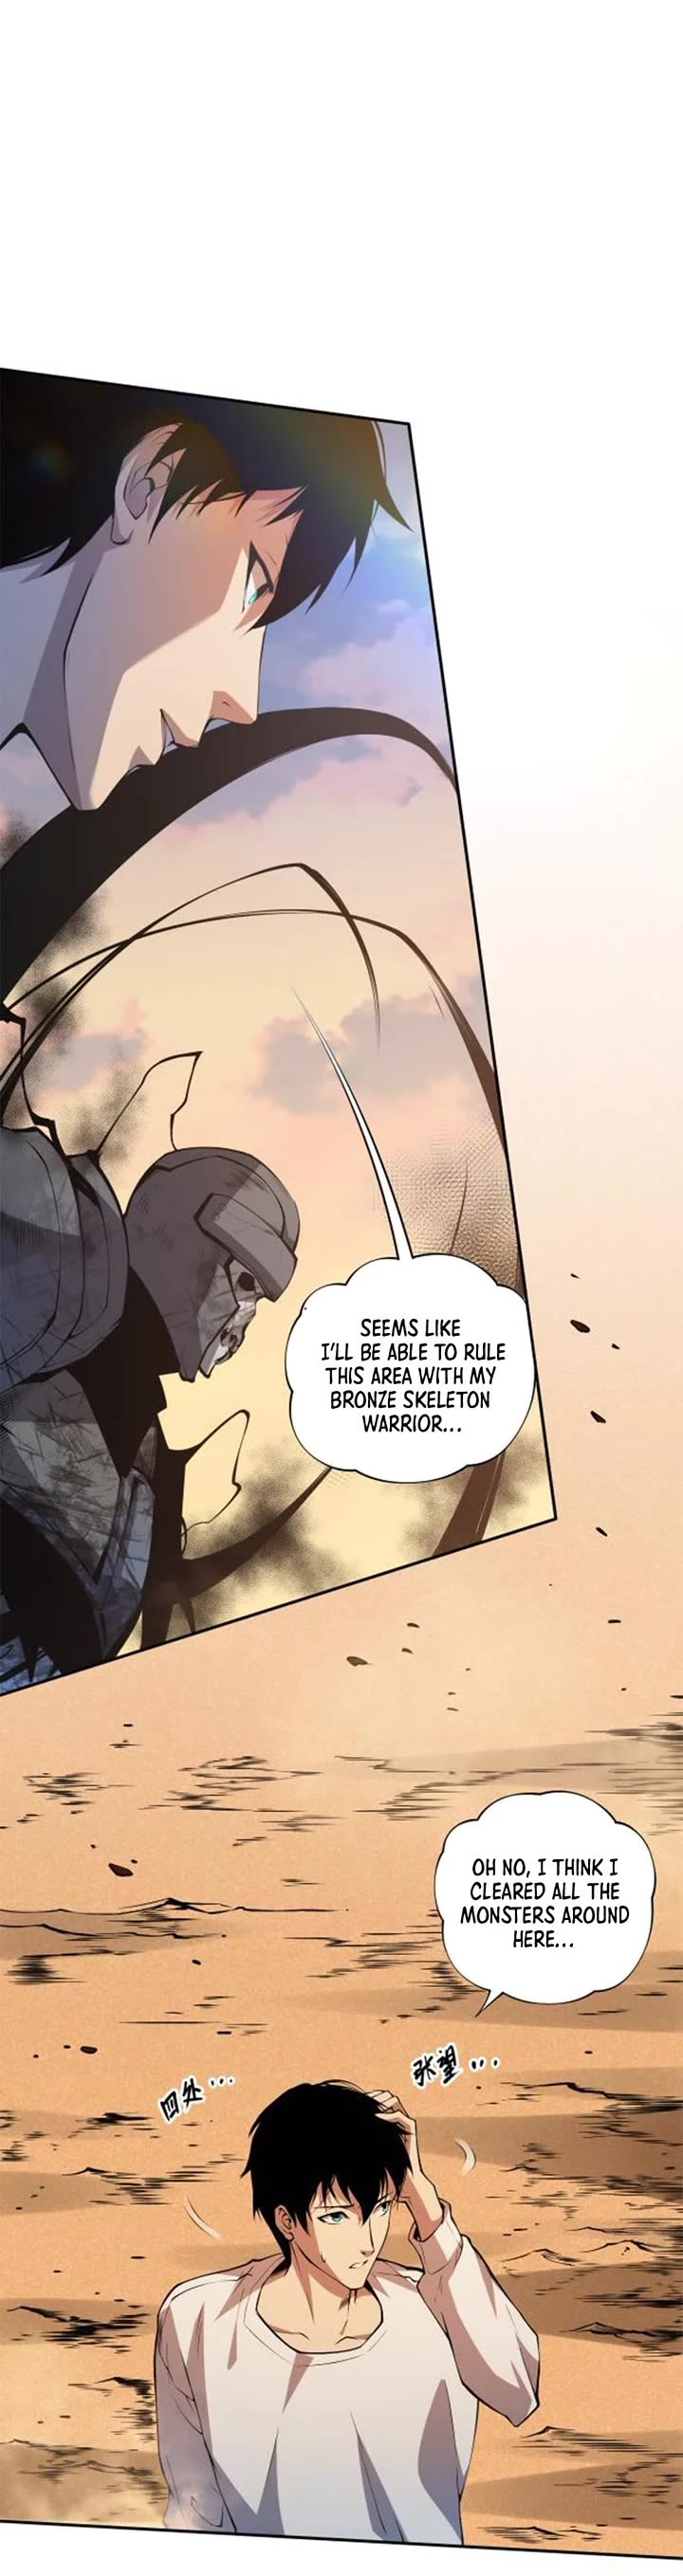 SEEMS LIKE
I'LL BE ABLE TO RULE
THIS AREA WITH MY
BRONZE SKELETON
WARRIOR...
OH NO, I THINK I
CLEARED ALL THE
MONSTERS AROUND
HERE...
四处...
张望...